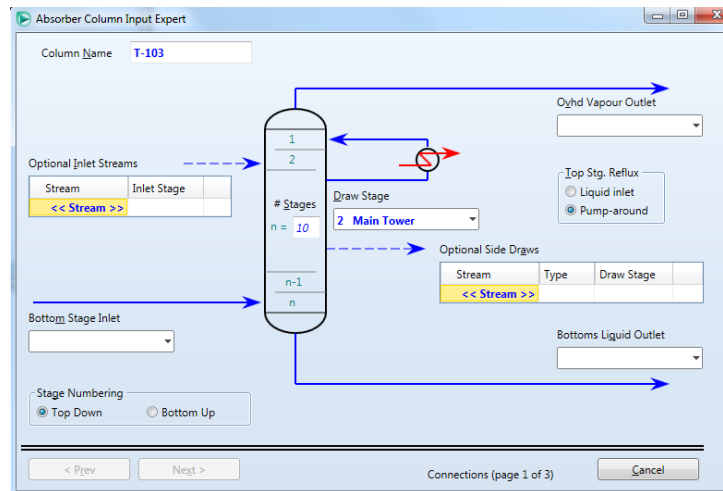 Absorber Column Input Expert
Column Name T-103
Ovhd Vapour Outlet
1
2
Optional Inlet Streams
Stream Inlet Stage
<< Stream >>
Top Stg. Reflux
Liquid inlet
Pump-around
# Stages
n = 10
Draw Stage
2 Main Tower
Optional Side Draws
Stream Type Draw Stage
<< Stream >>
n-1
n
Bottom Stage Inlet
Bottoms Liquid Outlet
Stage Numbering
Top Down Bottom Up
< Prev Next > Connections (page 1 of 3) Cancel